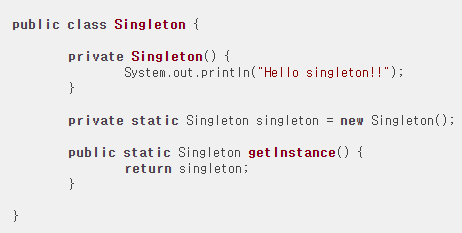 public class Singleton {
private Singleton() {
System.out.println("Hello singleton!!");
}
private static Singleton singleton = new Singleton();
public static Singleton getInstance() {
return singleton;
}
}